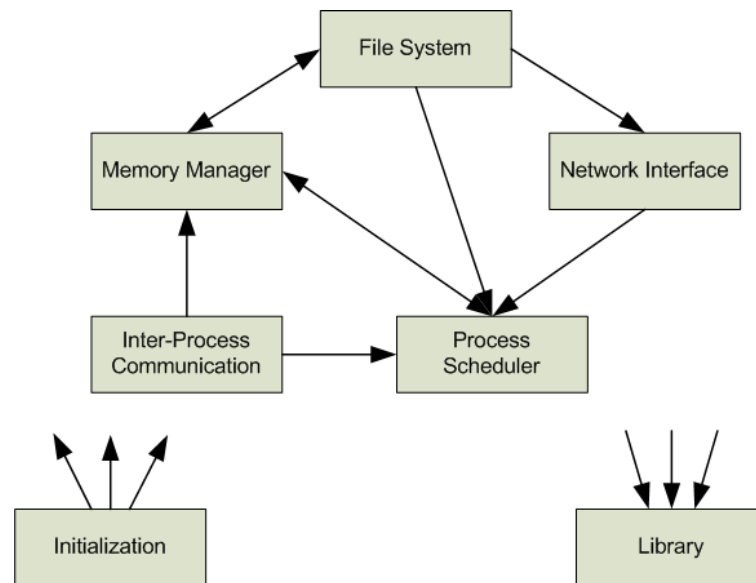 File System
Memory Manager
Network Interface
Inter-Process
Communication
Process
Scheduler
Initialization
Library